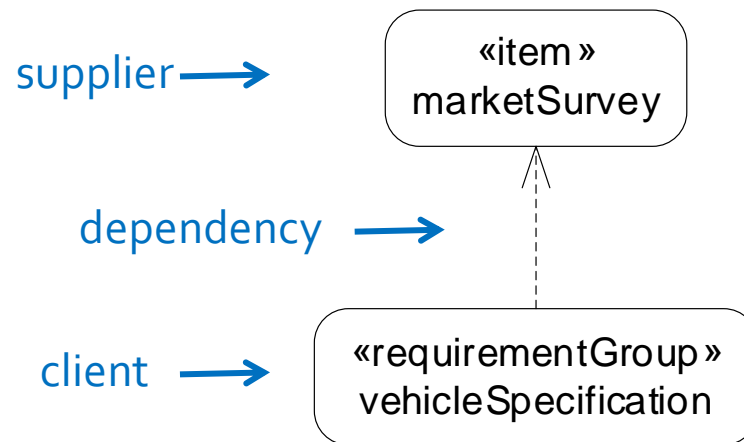 «item»
supplier
marketSurvey
dependency
«requirementGroup»
client
vehicleSpecification